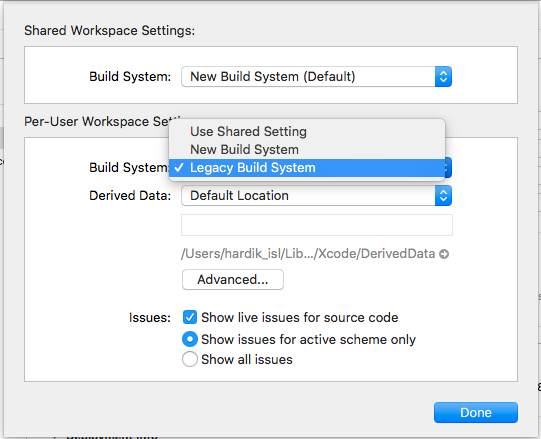 Shared Workspace Settings:
Build System: New Build System (Default)
Per-User Workspace Setti
Use Shared Setting
New Build System
Build System: ✓ Legacy Build System
Derived Data: Default Location
/Users/hardik_isl/Lib.../Xcode/DerivedData
Advanced...
Issues: Show live issues for source code
Show issues for active scheme only
Show all issues
Done